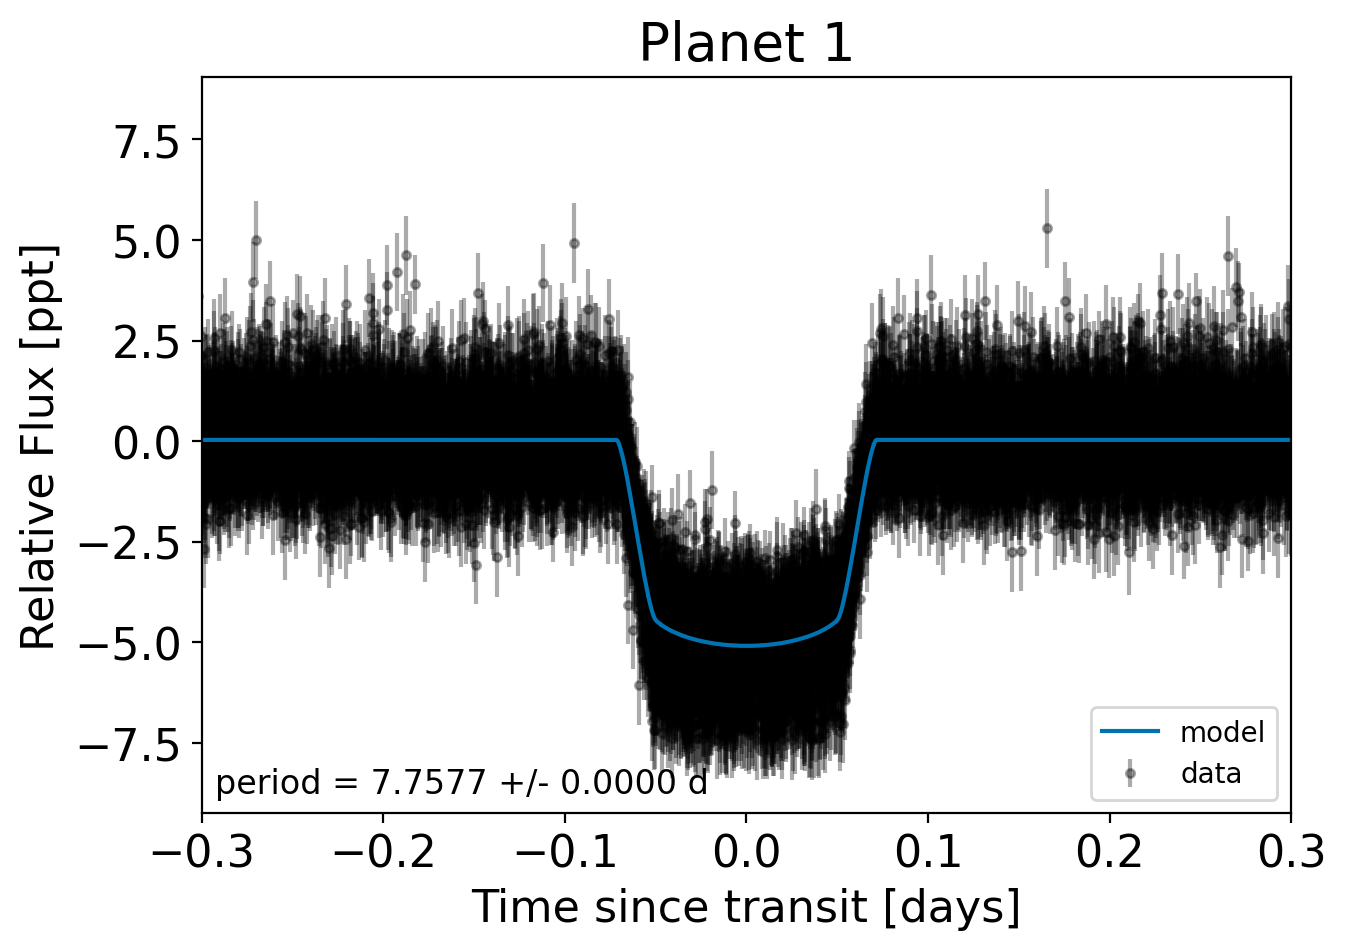 Planet 1
Relative Flux [ppt]
7.5
5.0
2.5
0.0
−2.5
−5.0
−7.5
period = 7.7577 +/- 0.0000 d
model
data
−0.3
−0.2
−0.1
0.0
0.1
0.2
0.3
Time since transit [days]